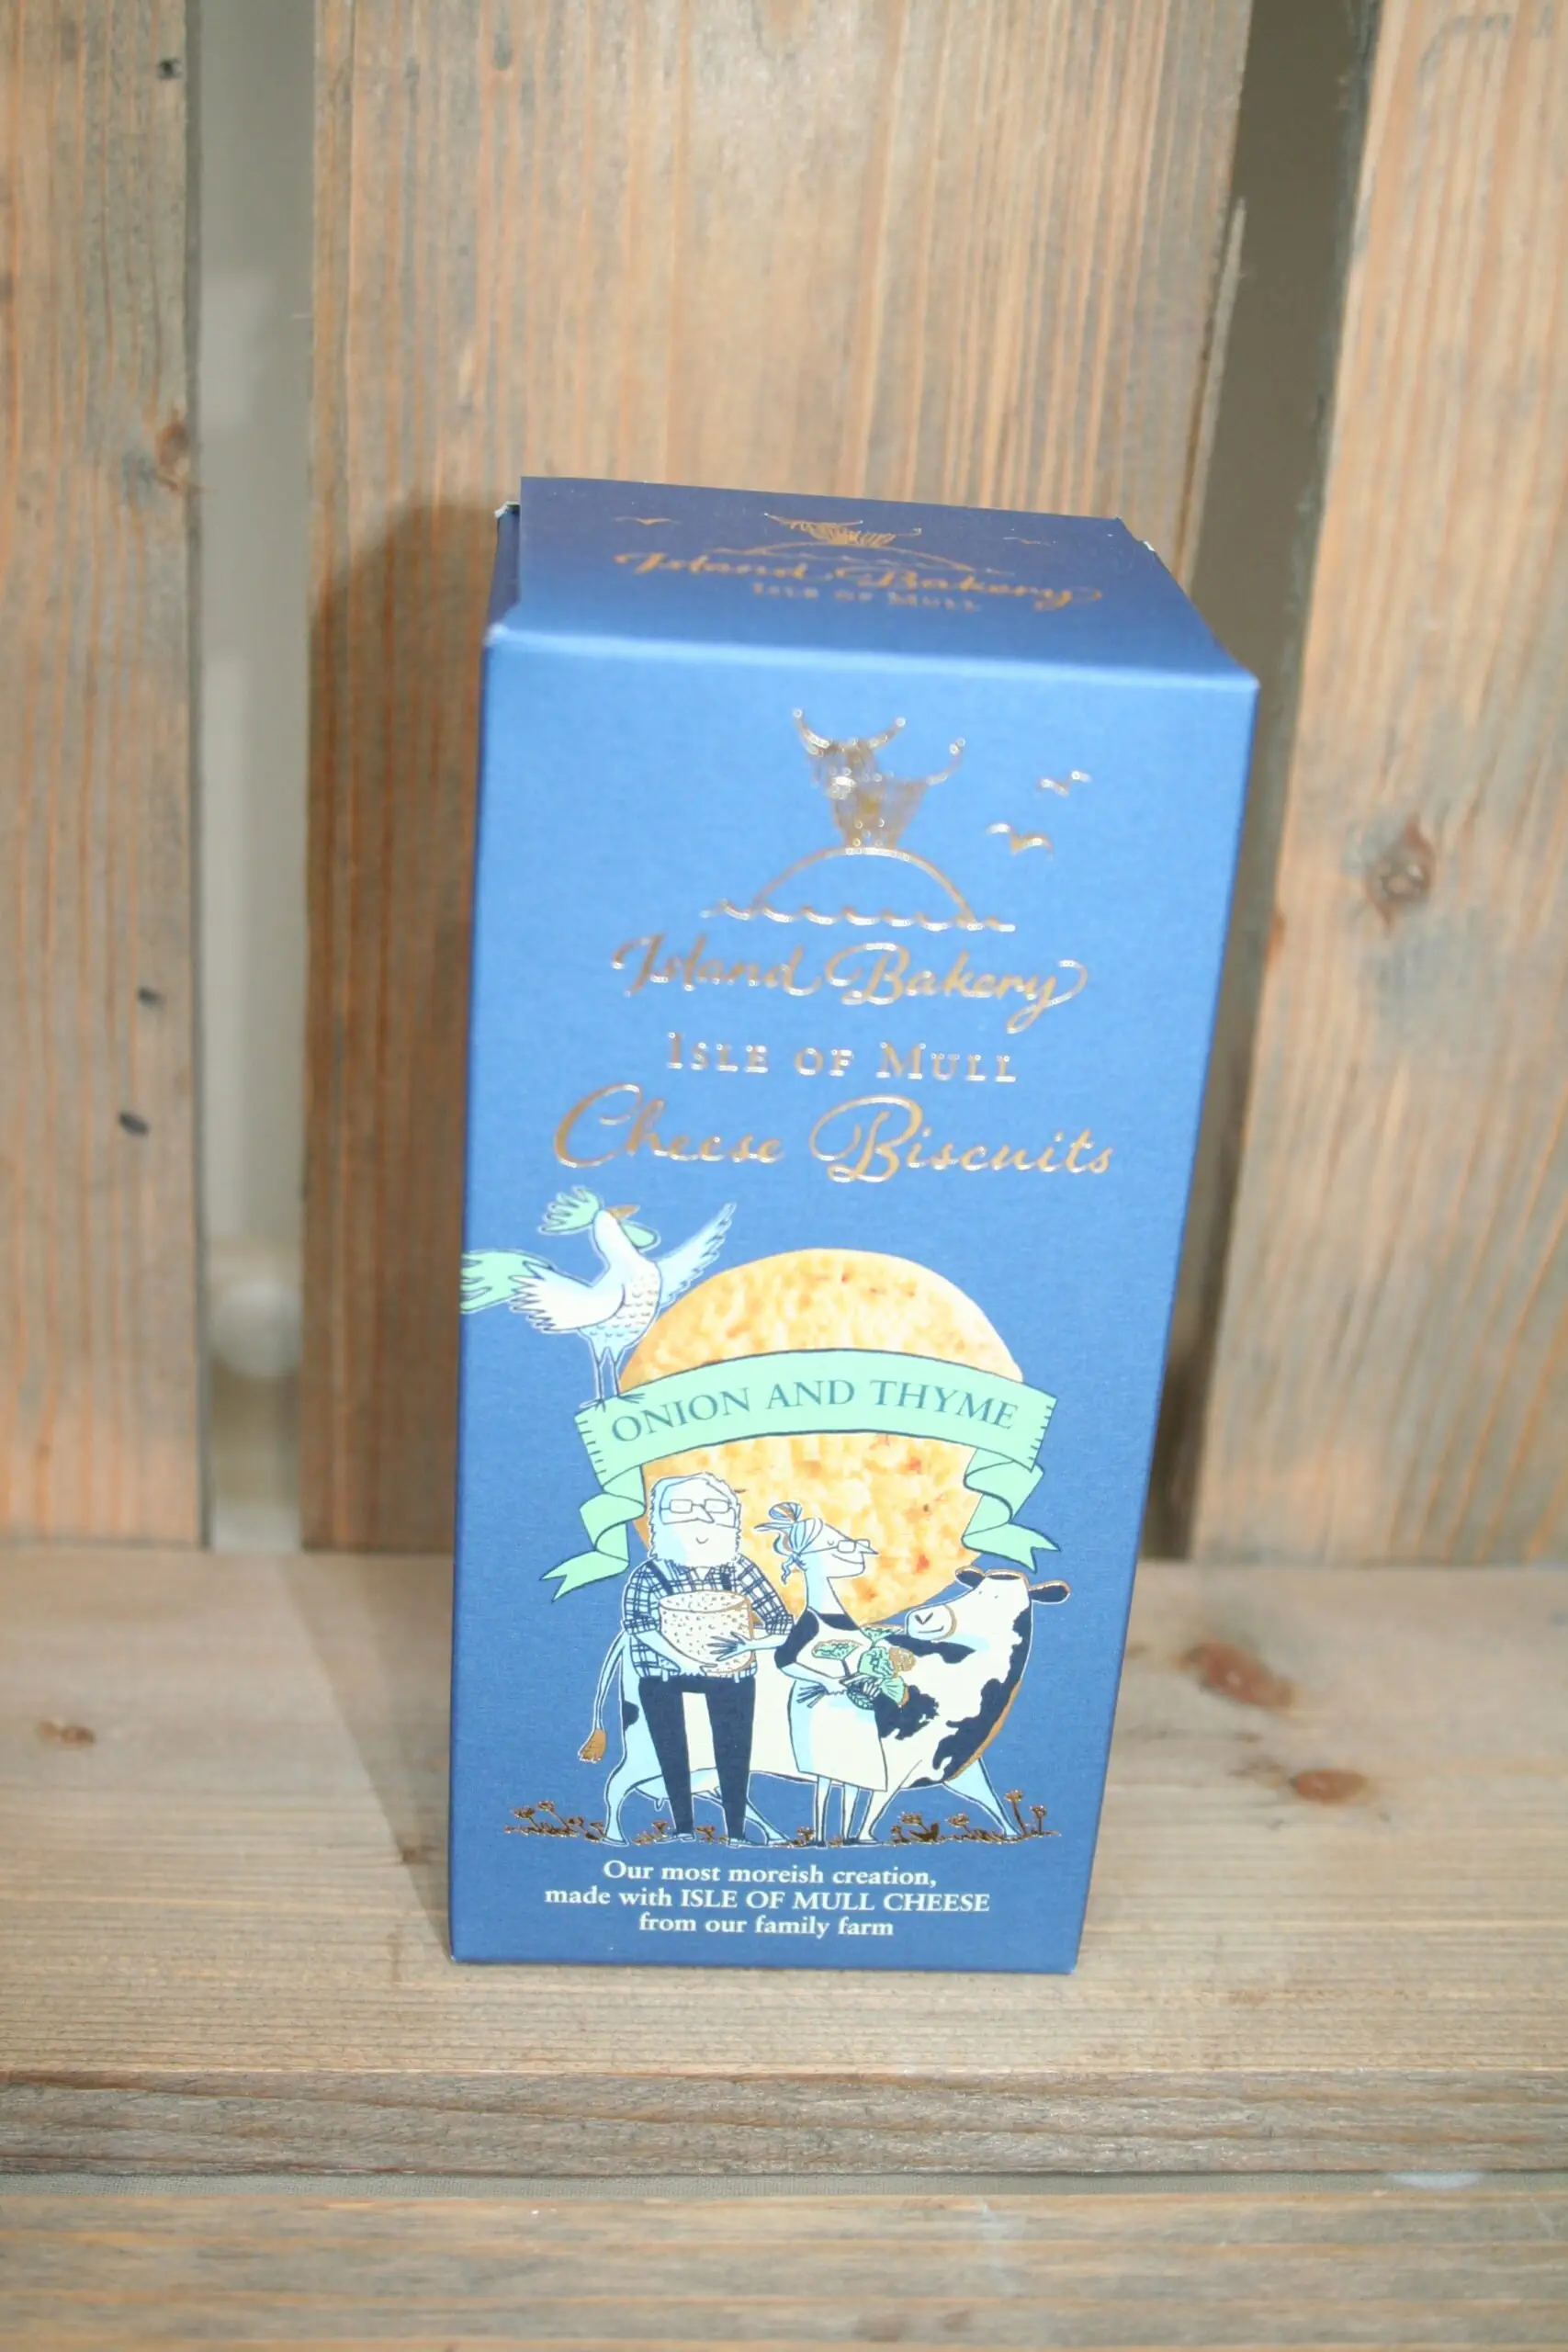 Island Bakery
ISLE OF MULL
Island Bakery
ISLE OF MULL
Cheese Biscuits
ONION AND THYME
Our most moreish creation,
made with ISLE OF MULL CHEESE
from our family farm